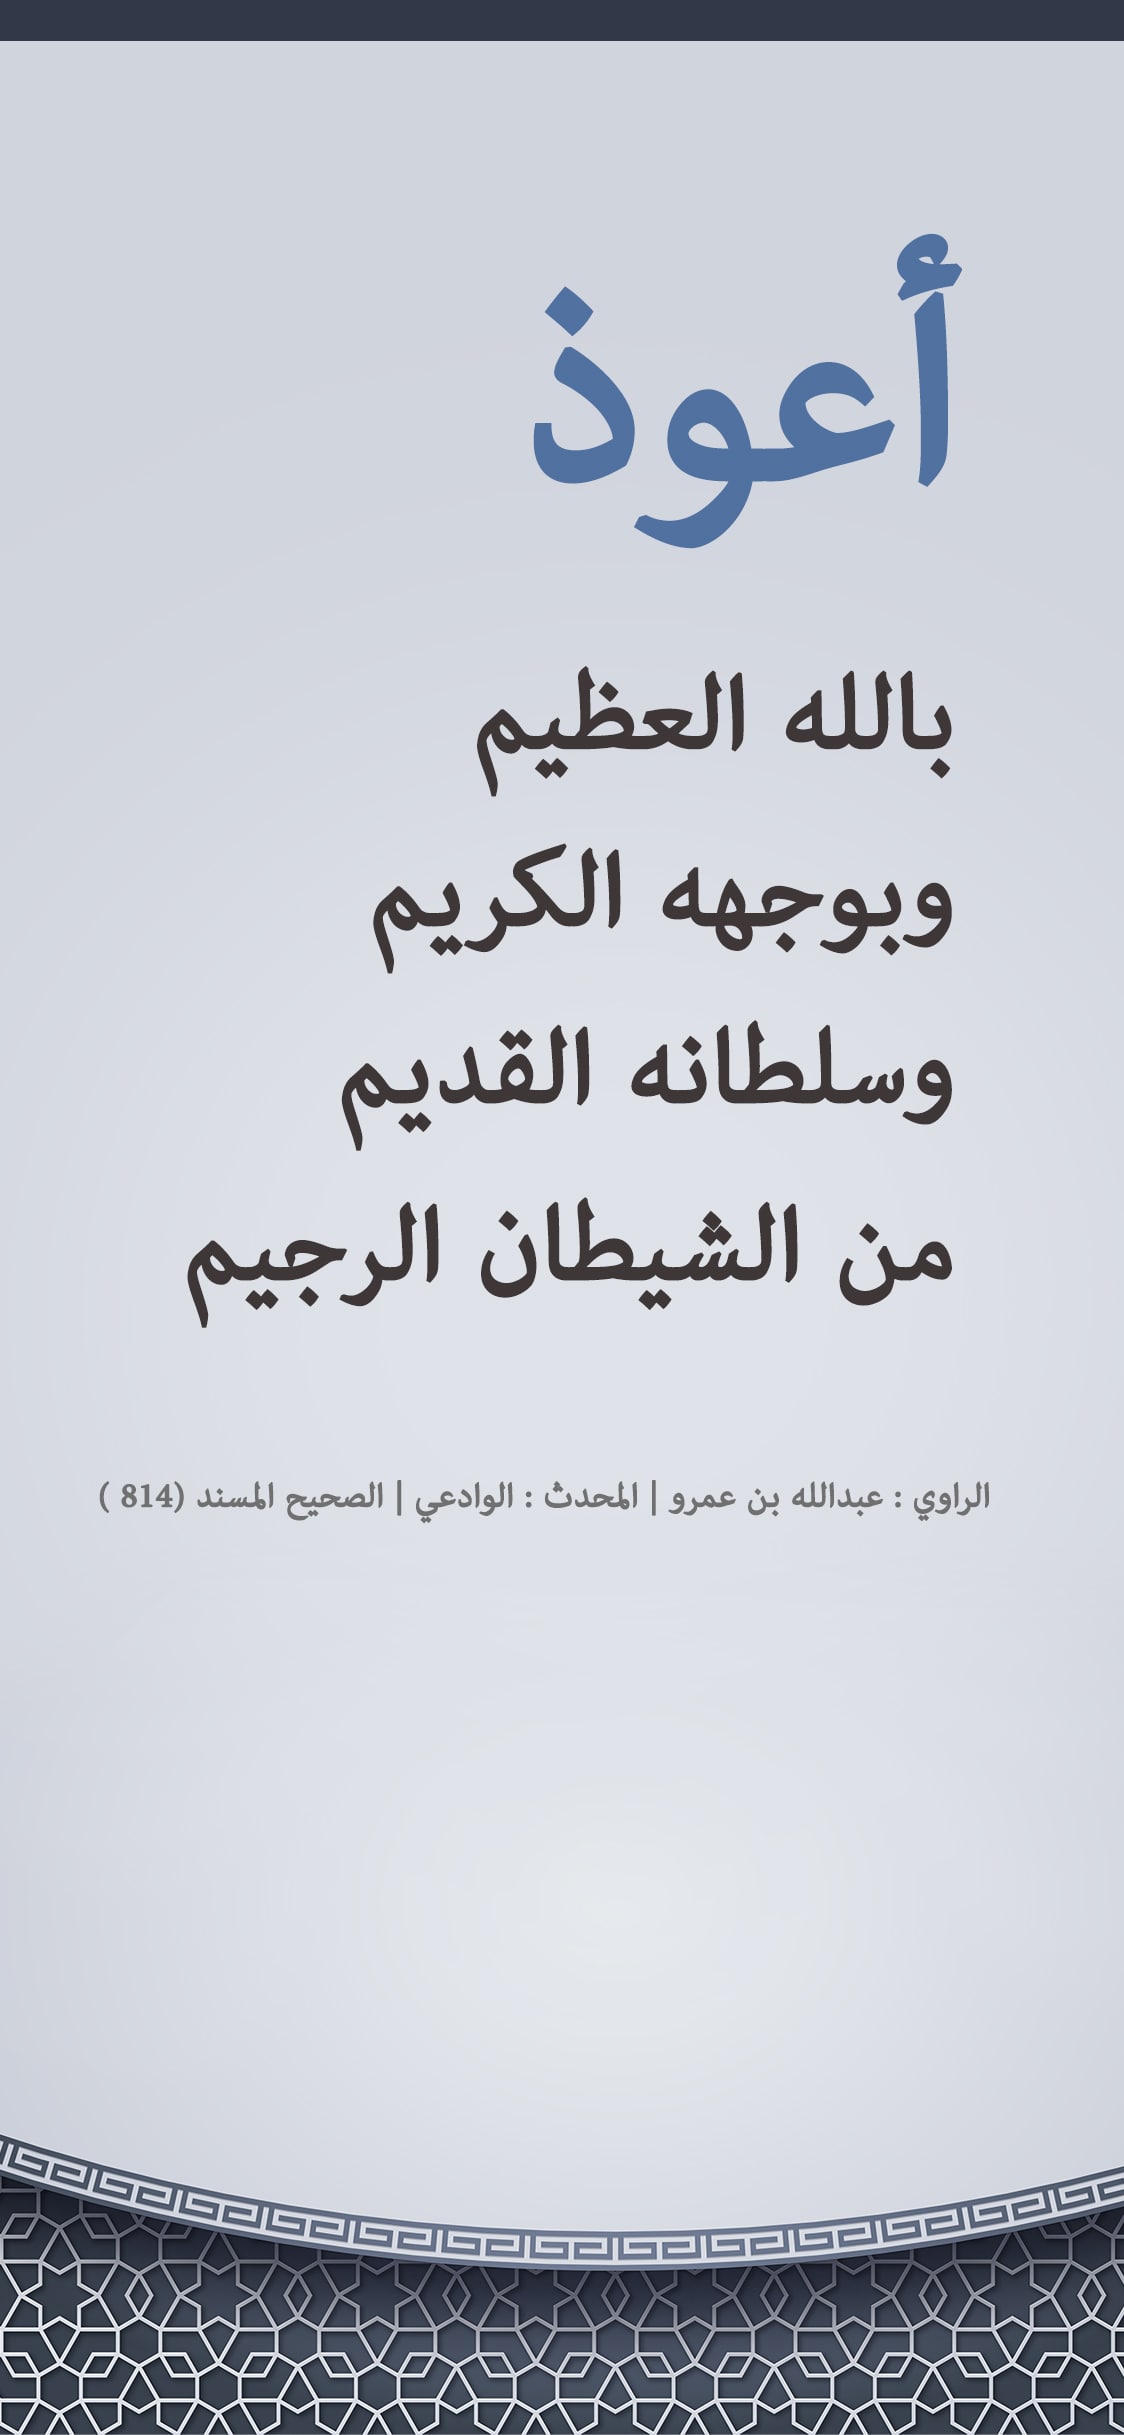 أعوذ
بالله العظيم
وبوجهه الكريم
وسلطانه القديم
من الشيطان الرجيم
الراوي : عبدالله بن عمرو | المحدث : الوادعي | الصحيح المسند (814 )